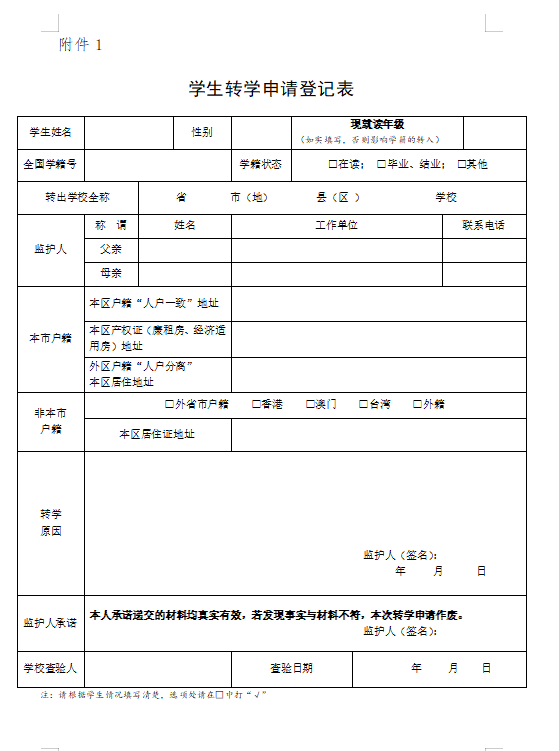 附件 1
学生转学申请登记表
学生姓名 性别 现就读年级
(如实填写，否则影响学籍的转入)
全国学籍号 学籍状态 □在读； □毕业、结业； □其他
转出学校全称 省 市（地） 县（区 ） 学校
监护人 称 谓 姓名 工作单位 联系电话
父亲
母亲
本市户籍 本区户籍“人户一致”地址
本区产权证（廉租房、经济适
用房）地址
外区户籍“人户分离”
本区居住地址
非本市
户籍
□外省市户籍 □香港 □澳门 □台湾 □外籍
本区居住证地址
转学
原因
监护人（签名）：
年 月 日
监护人承诺 本人承诺递交的材料均真实有效，若发现事实与材料不符，本次转学申请作废。
监护人（签名）：
学校查验人 查验日期 年 月 日
注：请根据学生情况填写清楚，选项处请在□中打“√”